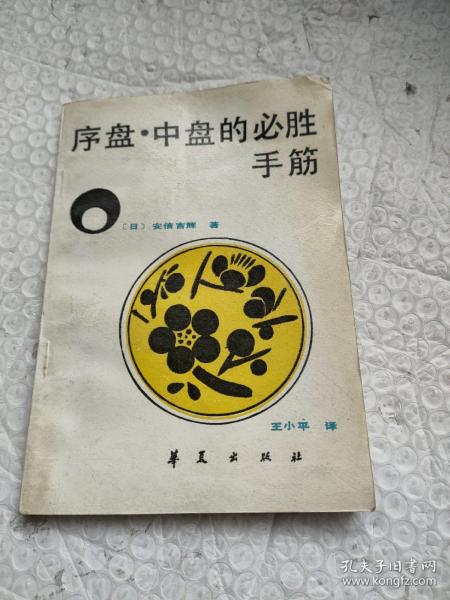 序盘·中盘的必胜
手筋
〔日〕安倍吉辉 著
王小平 译
华夏出版社
孔夫子旧书网
www.kongfz.com